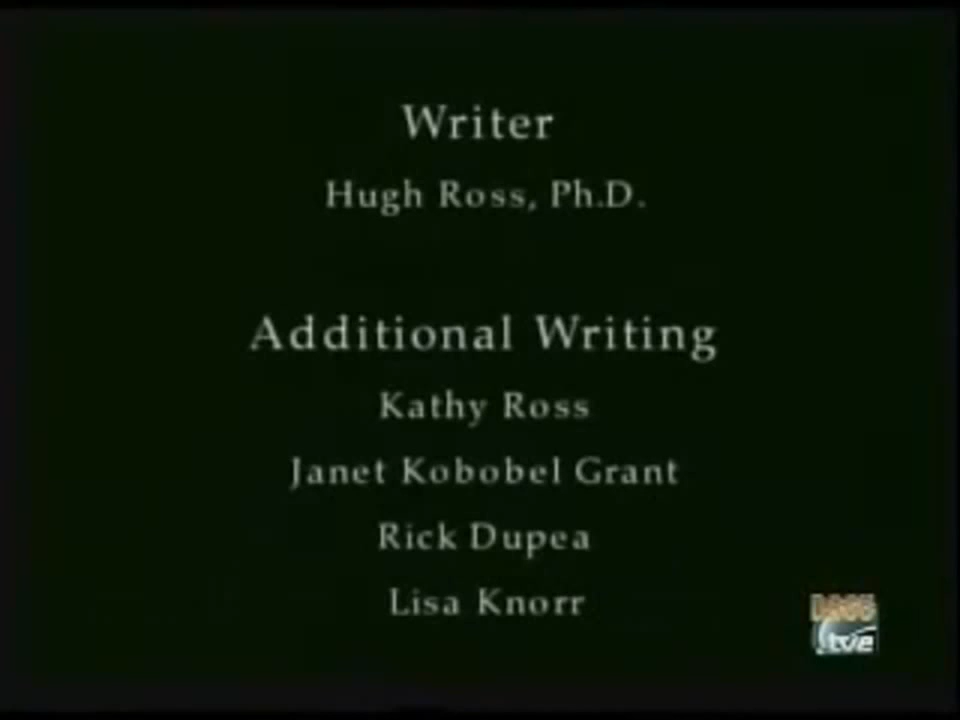 Writer
Hugh Ross, Ph.D.
Additional Writing
Kathy Ross
Janet Kobobel Grant
Rick Dupea
Lisa Knorr
tve